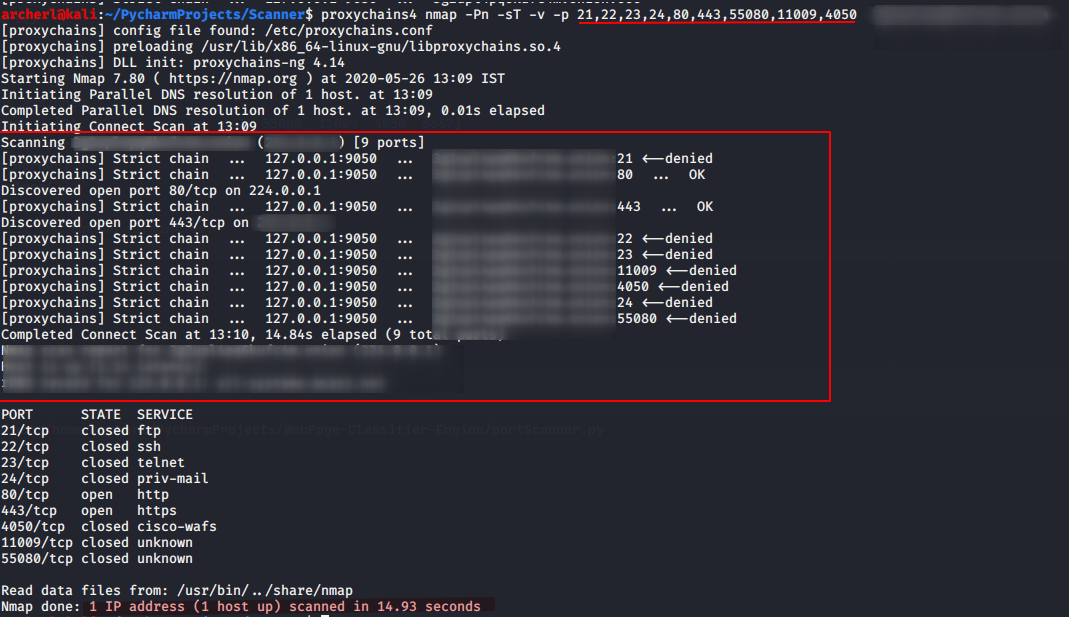 archerl@kali:~/PycharmProjects/Scanner$ proxychains4 nmap -Pn -sT -v -p 21,22,23,24,80,443,55080,11009,4050
[proxychains] config file found: /etc/proxychains.conf
[proxychains] preloading /usr/lib/x86_64-linux-gnu/libproxychains.so.4
[proxychains] DLL init: proxychains-ng 4.14
Starting Nmap 7.80 ( https://nmap.org ) at 2020-05-26 13:09 IST
Initiating Parallel DNS resolution of 1 host. at 13:09
Completed Parallel DNS resolution of 1 host. at 13:09, 0.01s elapsed
Initiating Connect Scan at 13:09
Scanning ( ) [9 ports]
[proxychains] Strict chain ... 127.0.0.1:9050 ... :21 <--denied
[proxychains] Strict chain ... 127.0.0.1:9050 ... :80 ... OK
Discovered open port 80/tcp on 224.0.0.1
[proxychains] Strict chain ... 127.0.0.1:9050 ... :443 ... OK
Discovered open port 443/tcp on
[proxychains] Strict chain ... 127.0.0.1:9050 ... :22 <--denied
[proxychains] Strict chain ... 127.0.0.1:9050 ... :23 <--denied
[proxychains] Strict chain ... 127.0.0.1:9050 ... :11009 <--denied
[proxychains] Strict chain ... 127.0.0.1:9050 ... :4050 <--denied
[proxychains] Strict chain ... 127.0.0.1:9050 ... :24 <--denied
[proxychains] Strict chain ... 127.0.0.1:9050 ... :55080 <--denied
Completed Connect Scan at 13:10, 14.84s elapsed (9 total ports)
PORT STATE SERVICE
21/tcp closed ftp
22/tcp closed ssh
23/tcp closed telnet
24/tcp closed priv-mail
80/tcp open http
443/tcp open https
4050/tcp closed cisco-wafs
11009/tcp closed unknown
55080/tcp closed unknown
Read data files from: /usr/bin/../share/nmap
Nmap done: 1 IP address (1 host up) scanned in 14.93 seconds